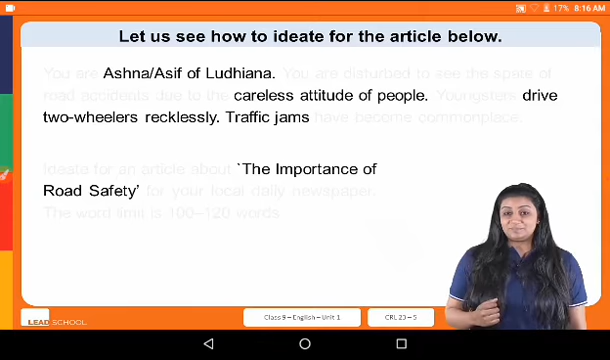 17% 8:16 AM
Let us see how to ideate for the article below.
You are Ashna/Asif of Ludhiana. You are disturbed to see the spate of
road accidents due to the careless attitude of people. Youngsters drive
two-wheelers recklessly. Traffic jams have become commonplace.
Ideate for an article about `The Importance of
Road Safety' for your local daily newspaper.
The word limit is 100–120 words
LEAD SCHOOL
Class 9 – English – Unit 1
CRL 23 – 5